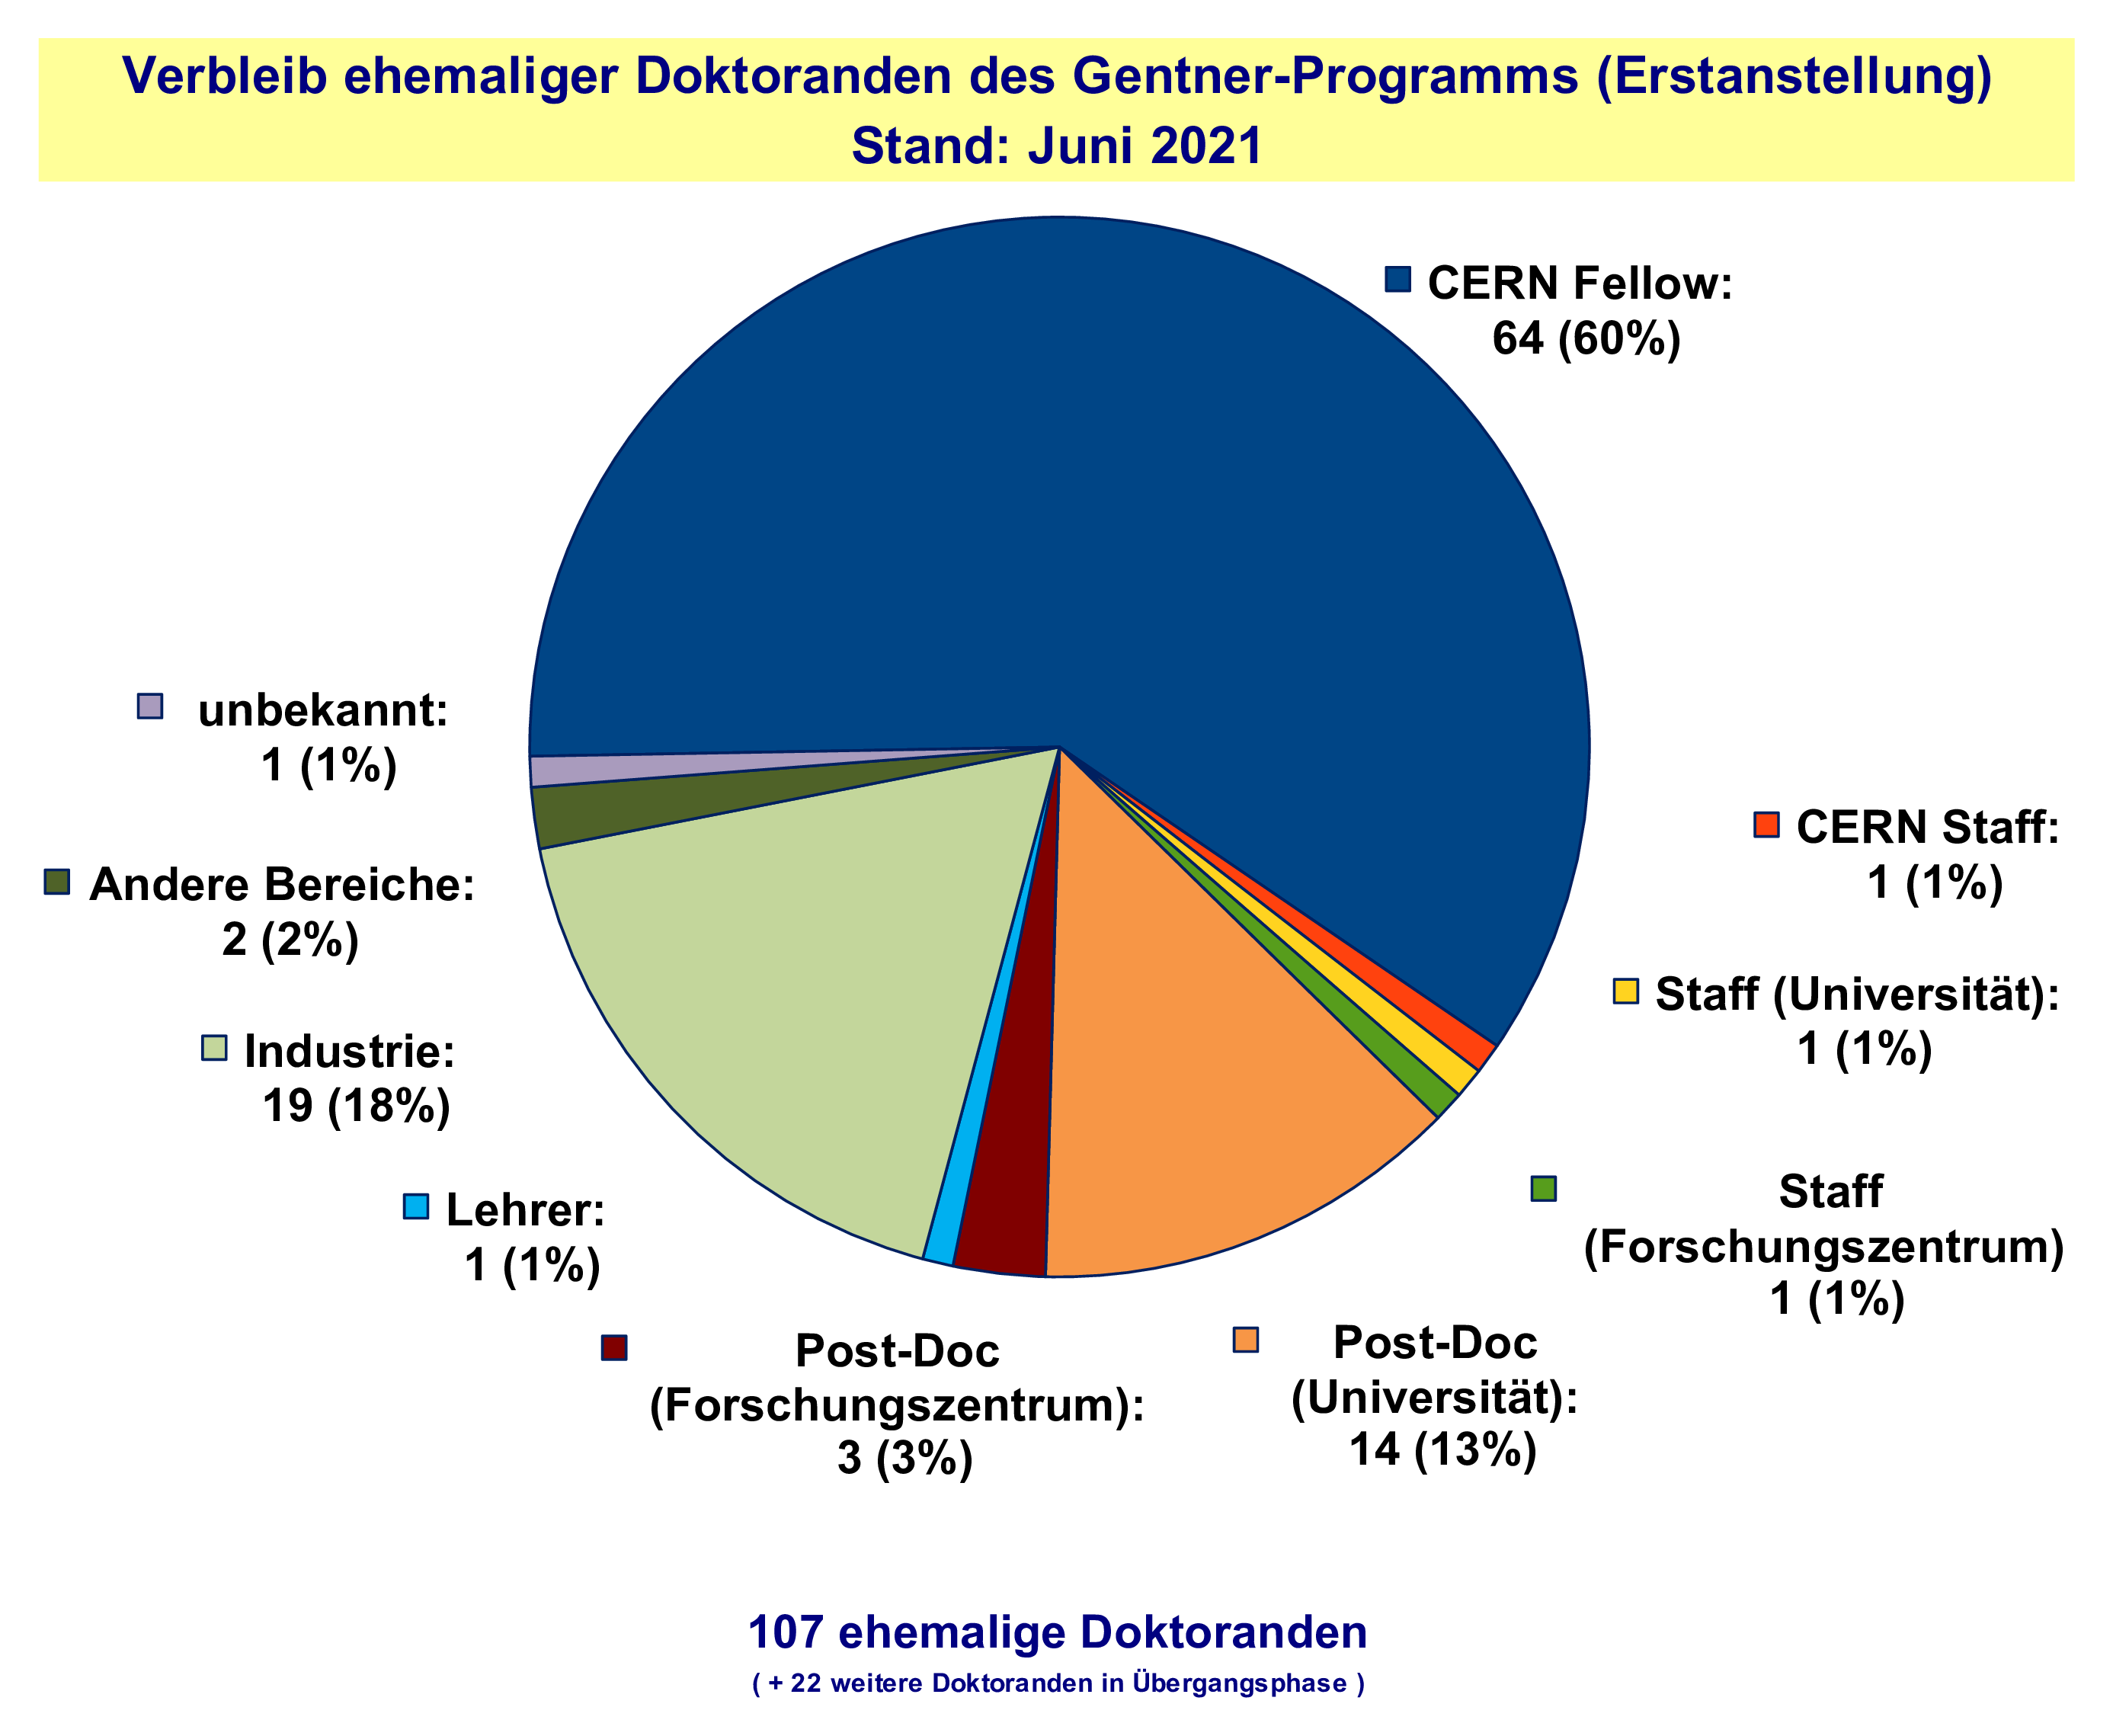 Verbleib ehemaliger Doktoranden des Gentner-Programms (Erstanstellung)
Stand: Juni 2021
CERN Fellow:
64 (60%)
CERN Staff:
1 (1%)
Staff (Universität):
1 (1%)
Staff
(Forschungszentrum)
1 (1%)
Post-Doc
(Universität):
14 (13%)
Post-Doc
(Forschungszentrum):
3 (3%)
Lehrer:
1 (1%)
Industrie:
19 (18%)
Andere Bereiche:
2 (2%)
unbekannt:
1 (1%)
107 ehemalige Doktoranden
( + 22 weitere Doktoranden in Übergangsphase )